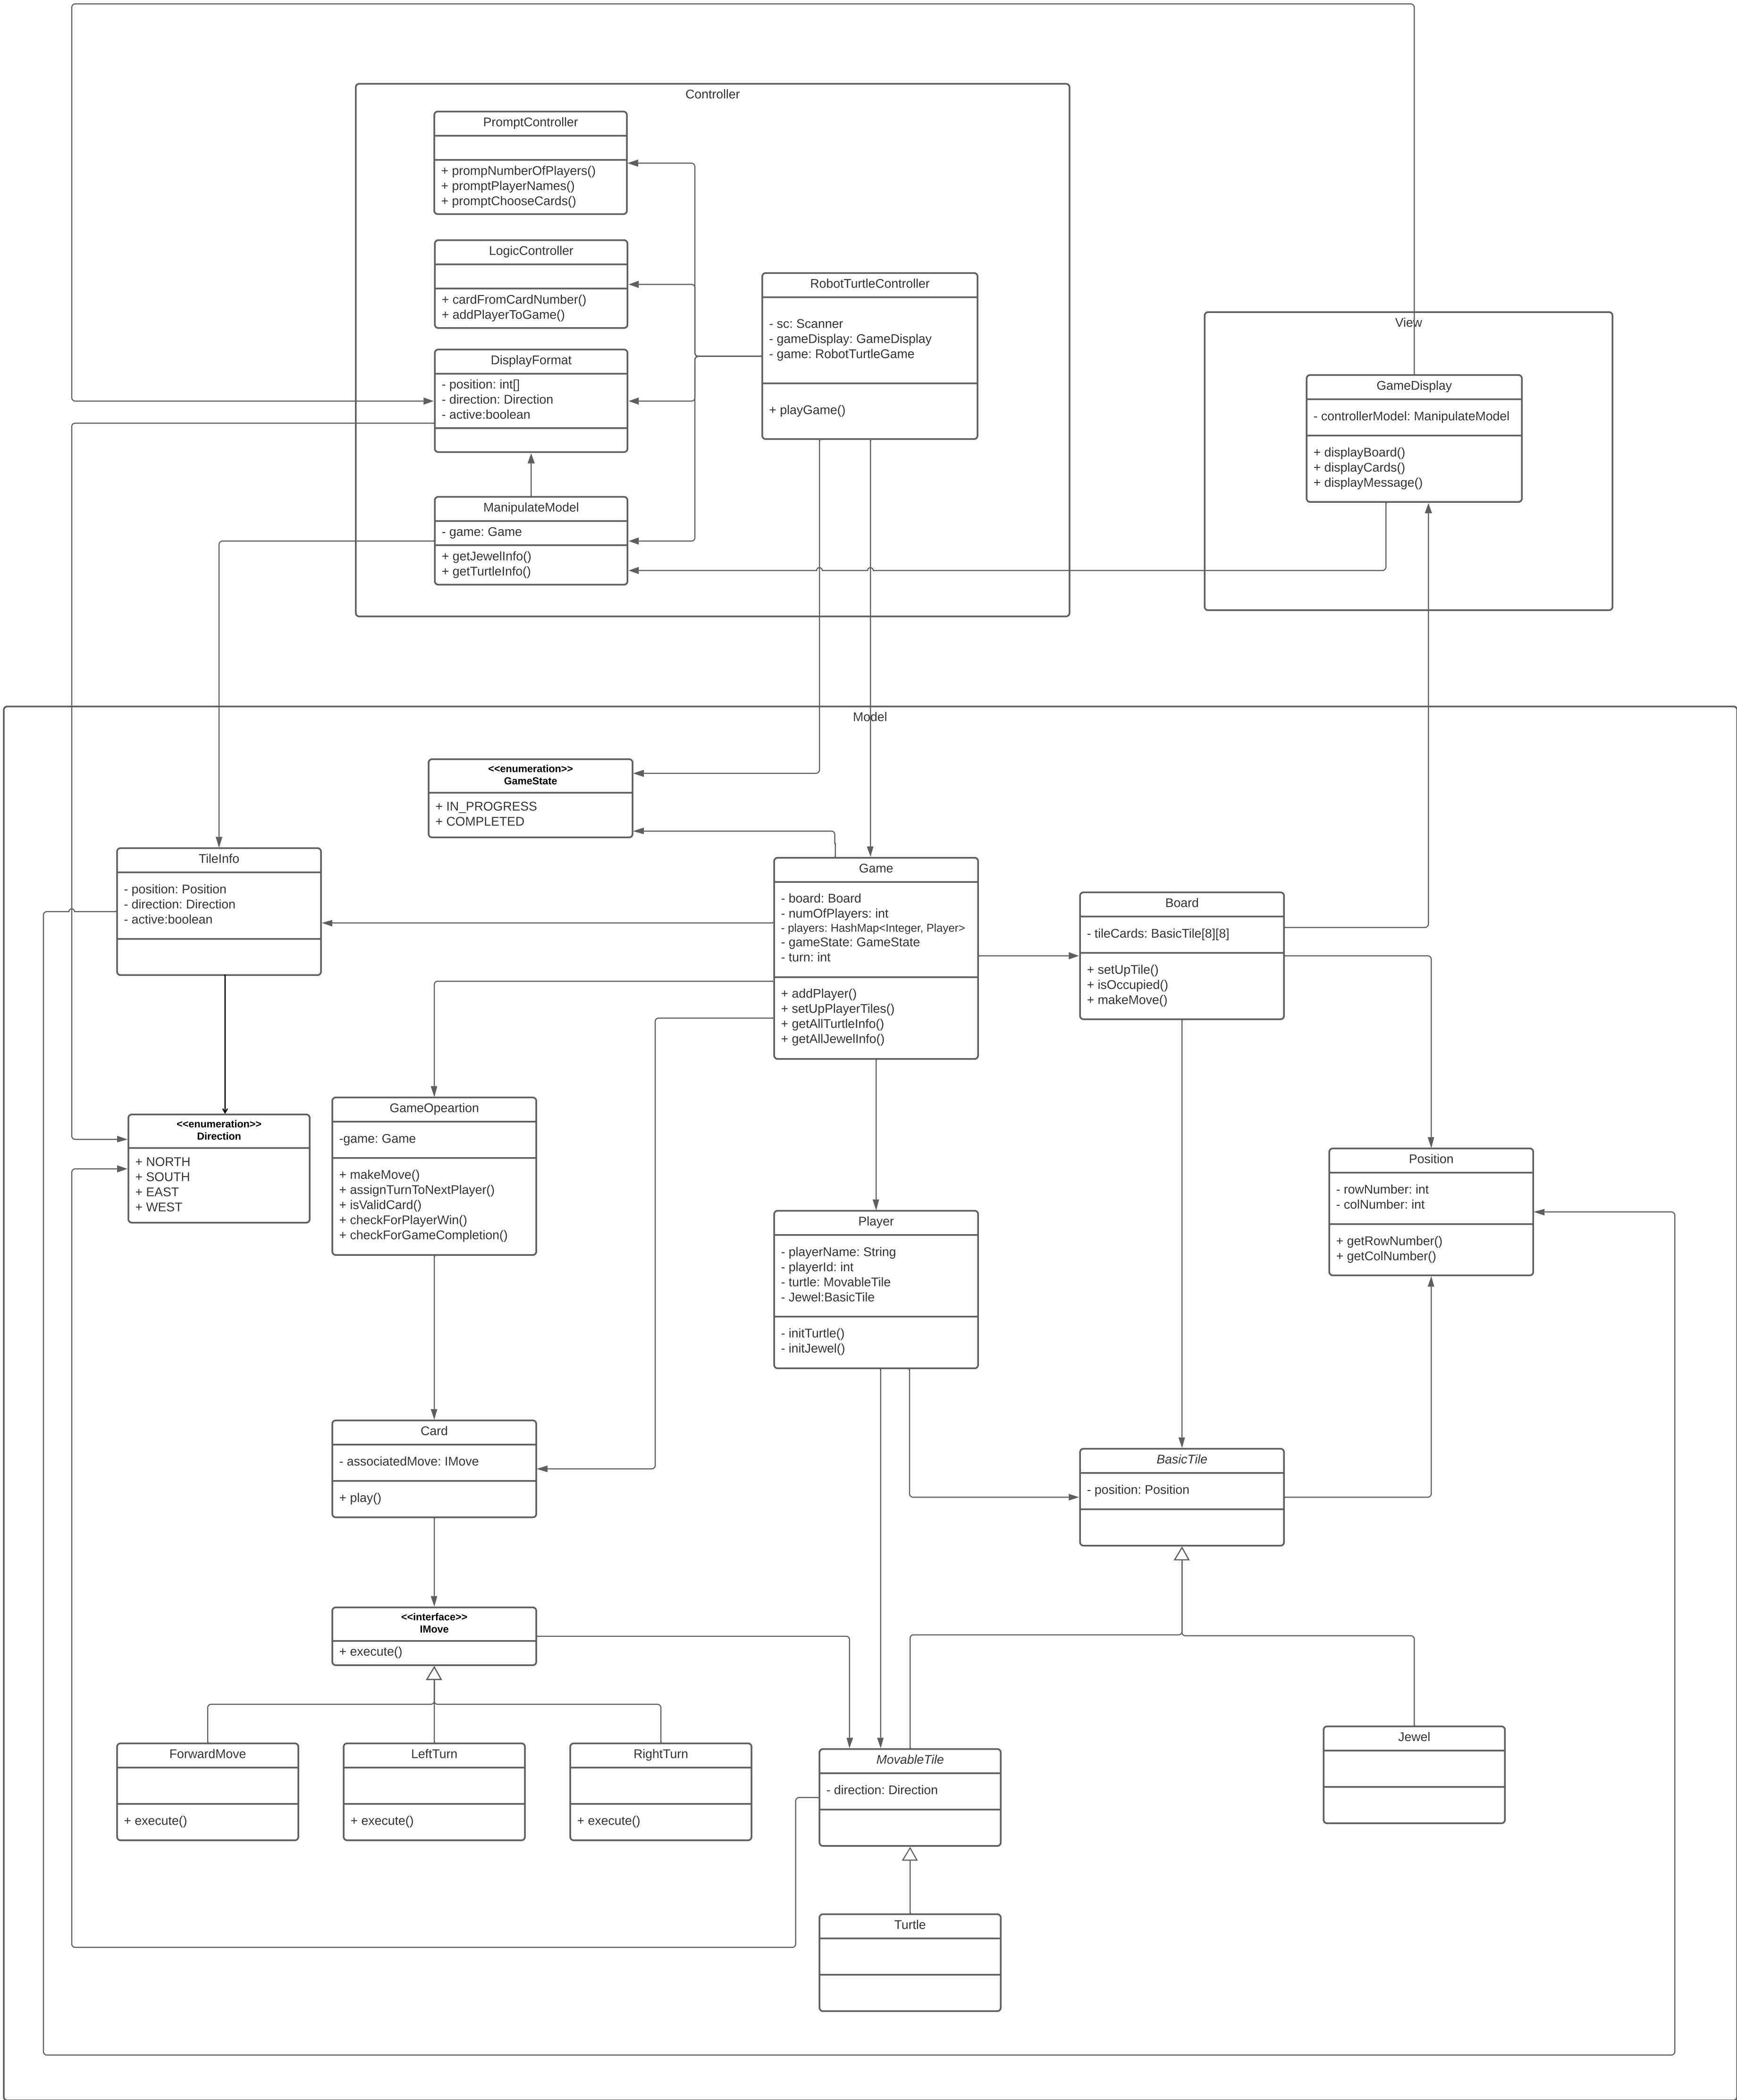 Controller
PromptController
+ prompNumberOfPlayers()
+ promptPlayerNames()
+ promptChooseCards()
LogicController
+ cardFromCardNumber()
+ addPlayerToGame()
DisplayFormat
- position: int[]
- direction: Direction
- active:boolean
ManipulateModel
- game: Game
+ getJewelInfo()
+ getTurtleInfo()
RobotTurtleController
- sc: Scanner
- gameDisplay: GameDisplay
- game: RobotTurtleGame
+ playGame()
View
GameDisplay
- controllerModel: ManipulateModel
+ displayBoard()
+ displayCards()
+ displayMessage()
Model
<<enumeration>>
GameState
+ IN_PROGRESS
+ COMPLETED
TileInfo
- position: Position
- direction: Direction
- active:boolean
Game
- board: Board
- numOfPlayers: int
- players: HashMap<Integer, Player>
- gameState: GameState
- turn: int
+ addPlayer()
+ setUpPlayerTiles()
+ getAllTurtleInfo()
+ getAllJewelInfo()
Board
- tileCards: BasicTile[8][8]
+ setUpTile()
+ isOccupied()
+ makeMove()
<<enumeration>>
Direction
+ NORTH
+ SOUTH
+ EAST
+ WEST
GameOpeartion
-game: Game
+ makeMove()
+ assignTurnToNextPlayer()
+ isValidCard()
+ checkForPlayerWin()
+ checkForGameCompletion()
Position
- rowNumber: int
- colNumber: int
+ getRowNumber()
+ getColNumber()
Player
- playerName: String
- playerId: int
- turtle: MovableTile
- Jewel:BasicTile
- initTurtle()
- initJewel()
Card
- associatedMove: IMove
+ play()
BasicTile
- position: Position
<<interface>>
IMove
+ execute()
ForwardMove
+ execute()
LeftTurn
+ execute()
RightTurn
+ execute()
MovableTile
- direction: Direction
Jewel
Turtle